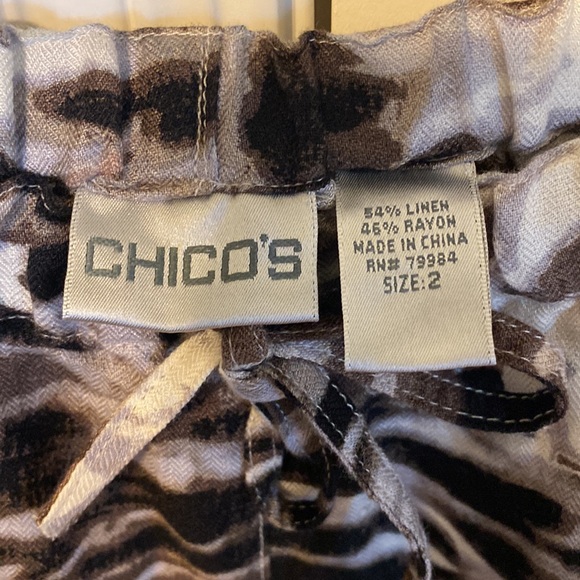 CHICO'S
54% LINEN
46% RAYON
MADE IN CHINA
RN# 79984
SIZE: 2